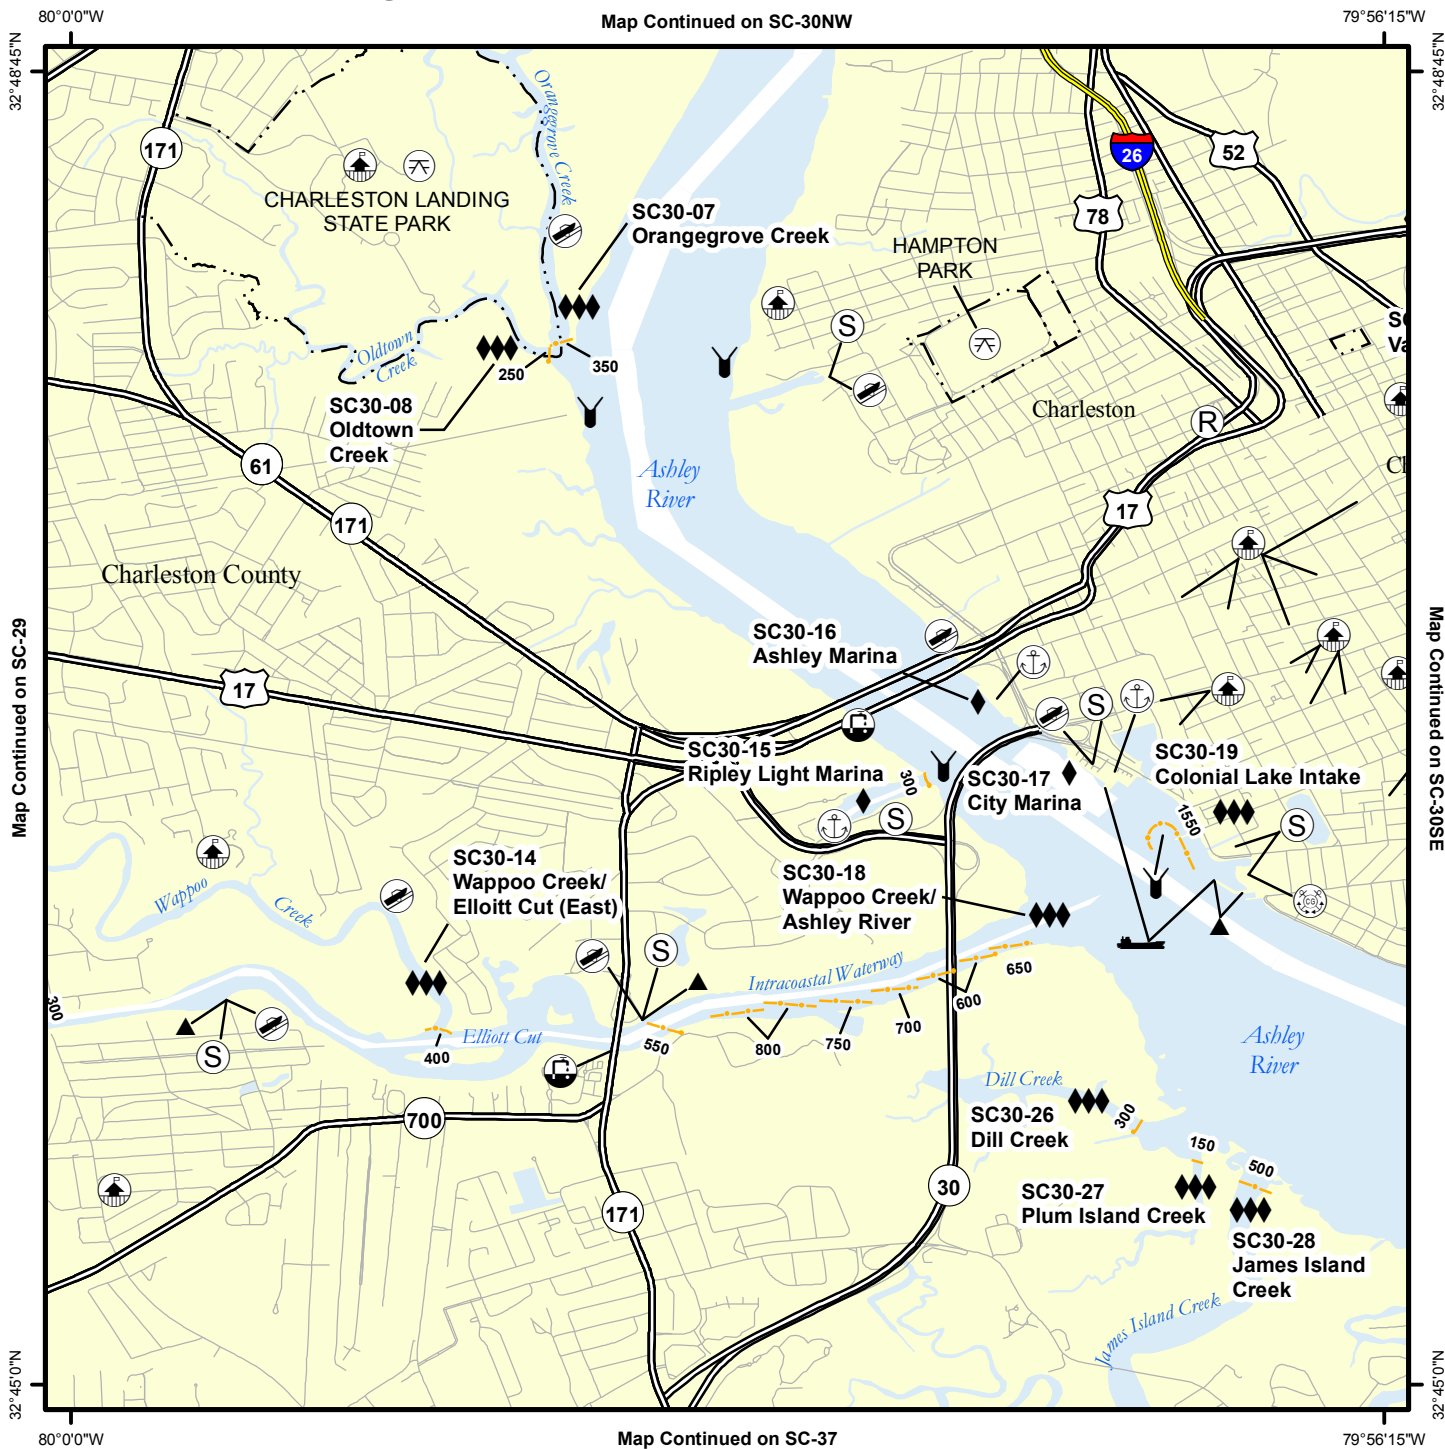 80°0'0"W
Map Continued on SC-30NW
79°56'15"W
32°48'45"N
32°48'45"N
171
CHARLESTON LANDING
STATE PARK
Orangegrove Creek
SC30-07
Orangegrove Creek
HAMPTON
PARK
26
52
78
S
Oldtown
Creek
250
350
SC30-08
Oldtown
Creek
Charleston
R
61
171
Ashley
River
17
Charleston County
Map Continued on SC-29
Map Continued on SC-30SE
SC30-16
Ashley Marina
17
S
SC30-15
Ripley Light Marina
300
SC30-17
City Marina
SC30-19
Colonial Lake Intake
1550
S
S
CG
SC30-14
Wappoo Creek/
Elloitt Cut (East)
SC30-18
Wappoo Creek/
Ashley River
Wappoo
Creek
S
Intracoastal Waterway
650
600
700
750
800
550
300
S
Elliott Cut
400
Ashley
River
Dill Creek
SC30-26
Dill Creek
300
700
150
500
30
SC30-27
Plum Island Creek
171
SC30-28
James Island
Creek
James Island Creek
32°45'0"N
32°45'0"N
80°0'0"W
Map Continued on SC-37
79°56'15"W